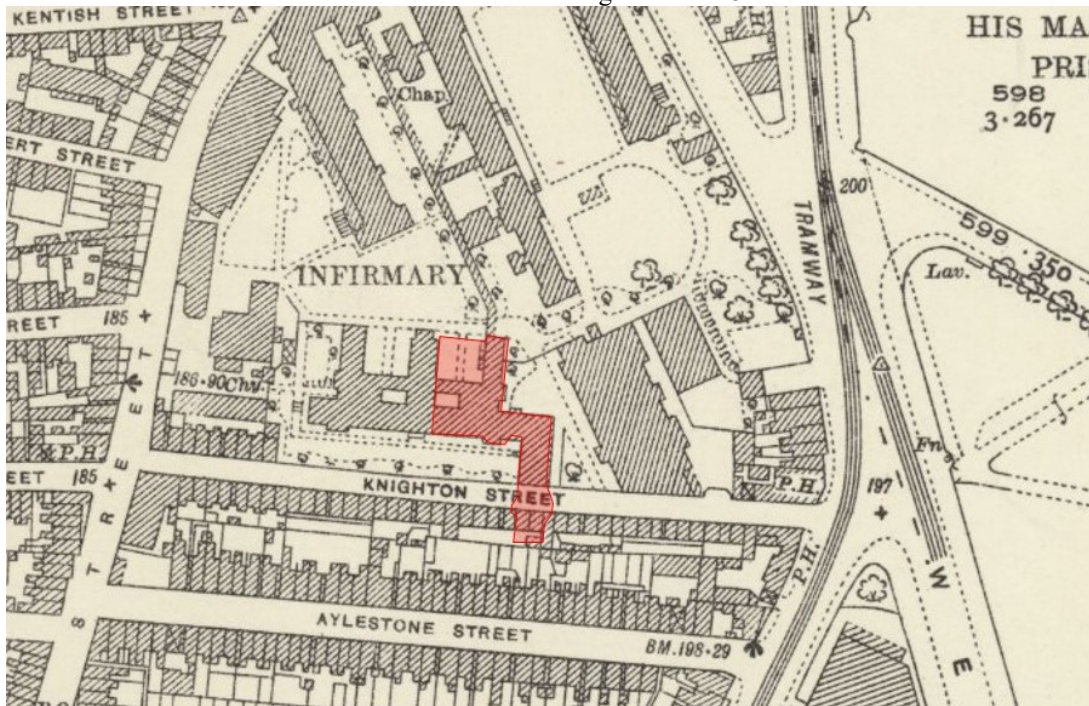 KENTISH STREET
P.H.
HIS MA
PRI
598
3·267
Chap.
ERT STREET
200
TRAMWAY
599
·350
INFIRMARY
Lav.
REET
185
186·90
Chy.
P.H.
EET
185
KNIGHTON STREET
Fn.
P.H.
197
STREET
P.H.
AYLESTONE STREET
B.M. 198·29
W
E